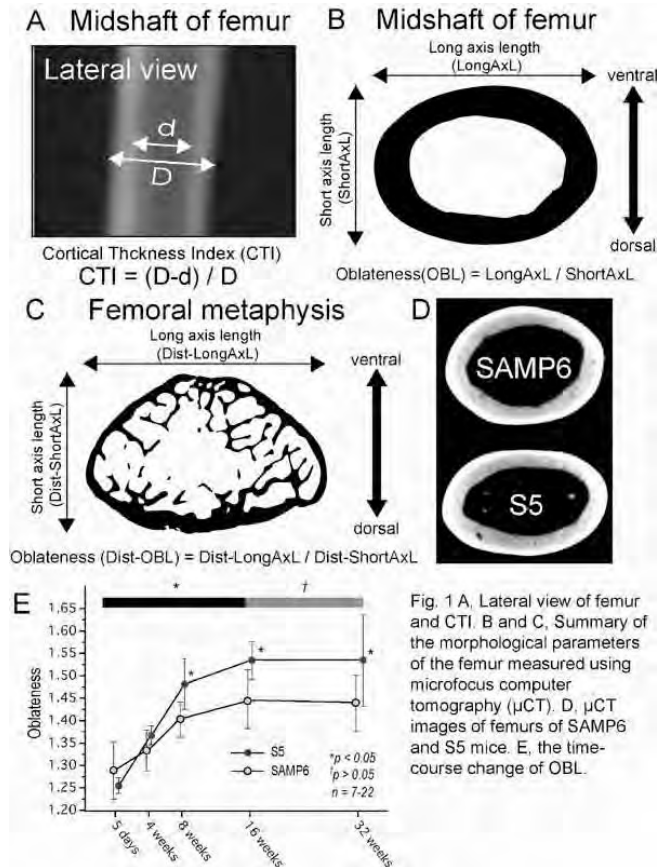 A Midshaft of femur
Lateral view
d
D
Cortical Thckness Index (CTI)
CTI = (D-d) / D
B Midshaft of femur
Long axis length
(LongAxL)
Short axis length
(ShortAxL)
ventral
dorsal
Oblateness(OBL) = LongAxL / ShortAxL
C Femoral metaphysis
Long axis length
(Dist-LongAxL)
Short axis length
(Dist-ShortAxL)
ventral
dorsal
Oblateness (Dist-OBL) = Dist-LongAxL / Dist-ShortAxL
D
SAMP6
S5
E
* †
Oblateness
1.65
1.60
1.55
1.50
1.45
1.40
1.35
1.30
1.25
1.20
*
*
*
S5
SAMP6
*p < 0.05
†p > 0.05
n = 7-22
5 days
4 weeks
8 weeks
16 weeks
32 weeks
Fig. 1 A, Lateral view of femur
and CTI. B and C, Summary of
the morphological parameters
of the femur measured using
microfocus computer
tomography (μCT). D, μCT
images of femurs of SAMP6
and S5 mice. E, the time-
course change of OBL.